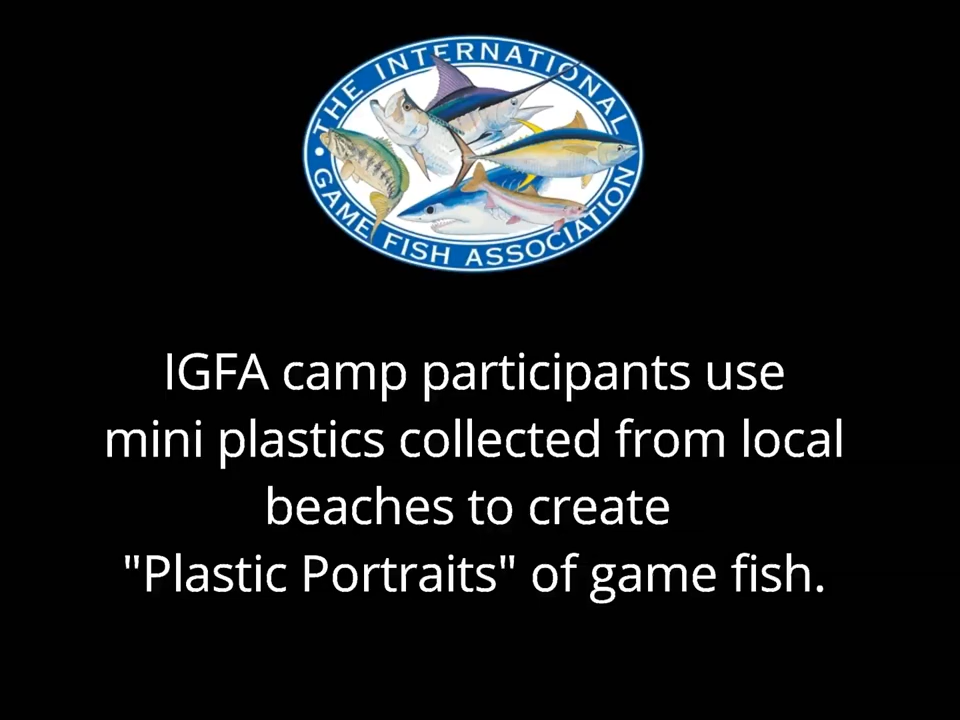 THE INTERNATIONAL
GAME FISH ASSOCIATION
IGFA camp participants use
mini plastics collected from local
beaches to create
"Plastic Portraits" of game fish.